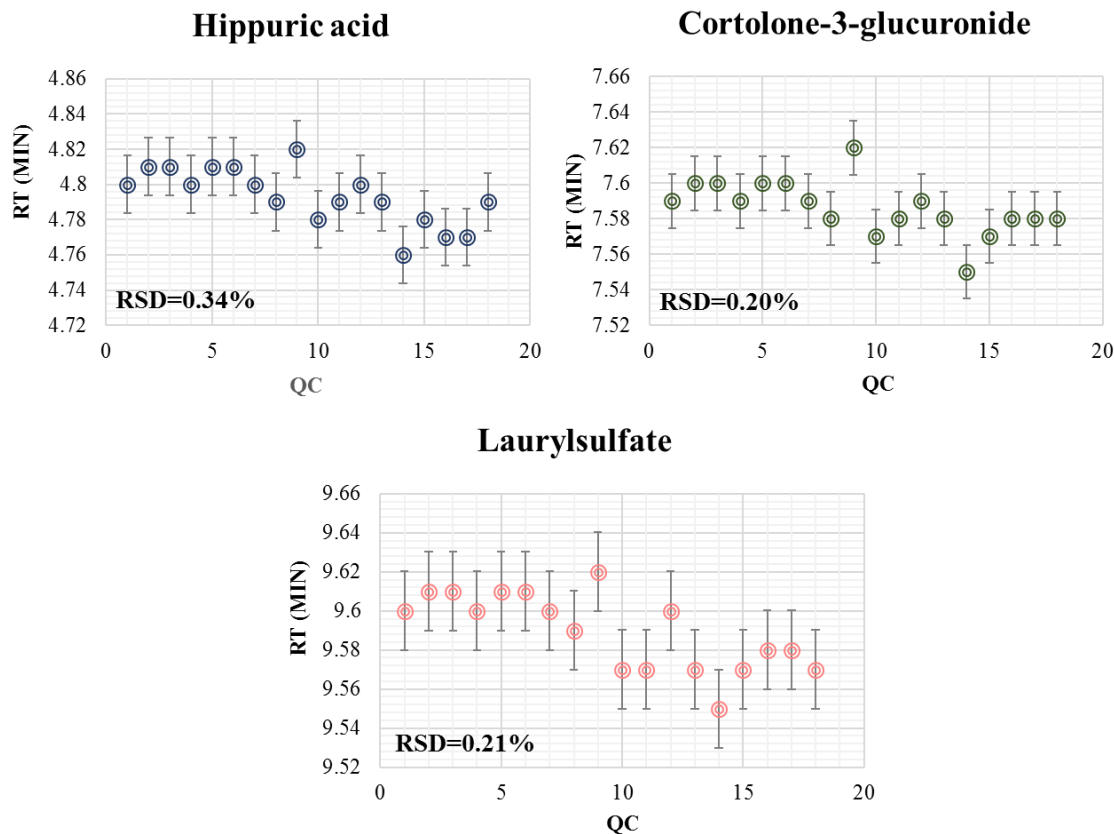 Hippuric acid
4.86
4.84
4.82
4.8
4.78
4.76
4.74
4.72
RT (MIN)
RSD=0.34%
0 5 10 15 20
QC
Cortolone-3-glucuronide
7.66
7.64
7.62
7.6
7.58
7.56
7.54
7.52
RT (MIN)
RSD=0.20%
0 5 10 15 20
QC
Laurylsulfate
9.66
9.64
9.62
9.6
9.58
9.56
9.54
9.52
RT (MIN)
RSD=0.21%
0 5 10 15 20
QC